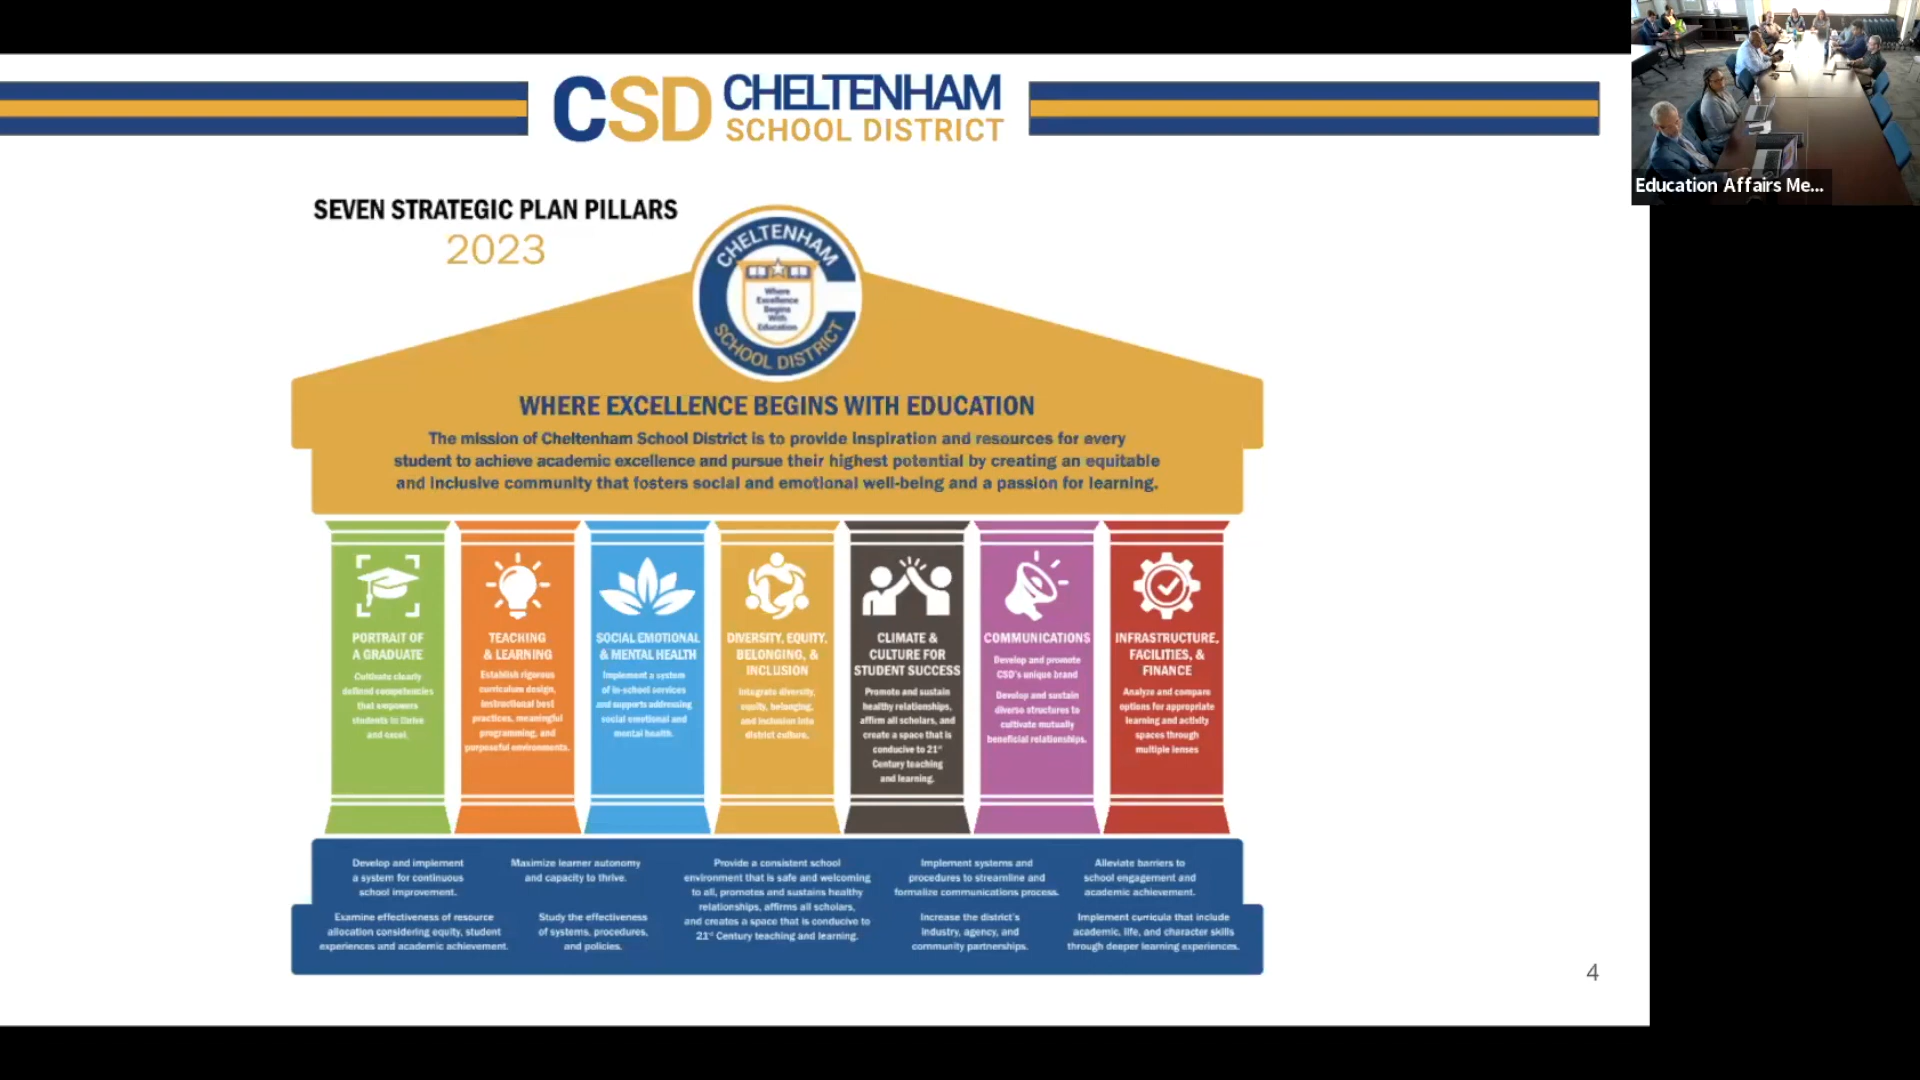 CSD CHELTENHAM
SCHOOL DISTRICT
Education Affairs Me...
SEVEN STRATEGIC PLAN PILLARS
2023
CHELTENHAM
Where
Excellence
Begins
With
Education
SCHOOL DISTRICT
WHERE EXCELLENCE BEGINS WITH EDUCATION
The mission of Cheltenham School District is to provide inspiration and resources for every
student to achieve academic excellence and pursue their highest potential by creating an equitable
and inclusive community that fosters social and emotional well-being and a passion for learning.
PORTRAIT OF
A GRADUATE
Cultivate clearly
defined competencies
that empowers
students to thrive
and excel.
TEACHING
& LEARNING
Establish rigorous
curriculum design,
instructional best
practices, meaningful
programming, and
purposeful environments.
SOCIAL EMOTIONAL
& MENTAL HEALTH
Implement a system
of in-school services
and supports addressing
social emotional and
mental health.
DIVERSITY, EQUITY,
BELONGING, &
INCLUSION
Integrate diversity,
equity, belonging,
and inclusion into
district culture.
CLIMATE &
CULTURE FOR
STUDENT SUCCESS
Promote and sustain
healthy relationships,
affirm all scholars, and
create a space that is
conducive to 21st
Century teaching
and learning.
COMMUNICATIONS
Develop and promote
CSD's unique brand
Develop and sustain
diverse structures to
cultivate mutually
beneficial relationships.
INFRASTRUCTURE,
FACILITIES, &
FINANCE
Analyze and compare
options for appropriate
learning and activity
spaces through
multiple lenses
Develop and implement
a system for continuous
school improvement.
Maximize learner autonomy
and capacity to thrive.
Provide a consistent school
environment that is safe and welcoming
to all, promotes and sustains healthy
relationships, affirms all scholars,
and creates a space that is conducive to
21st Century teaching and learning.
Implement systems and
procedures to streamline and
formalize communications process.
Alleviate barriers to
school engagement and
academic achievement.
Examine effectiveness of resource
allocation considering equity, student
experiences and academic achievement.
Study the effectiveness
of systems, procedures,
and policies.
Increase the district's
industry, agency, and
community partnerships.
Implement curricula that include
academic, life, and character skills
through deeper learning experiences.
4